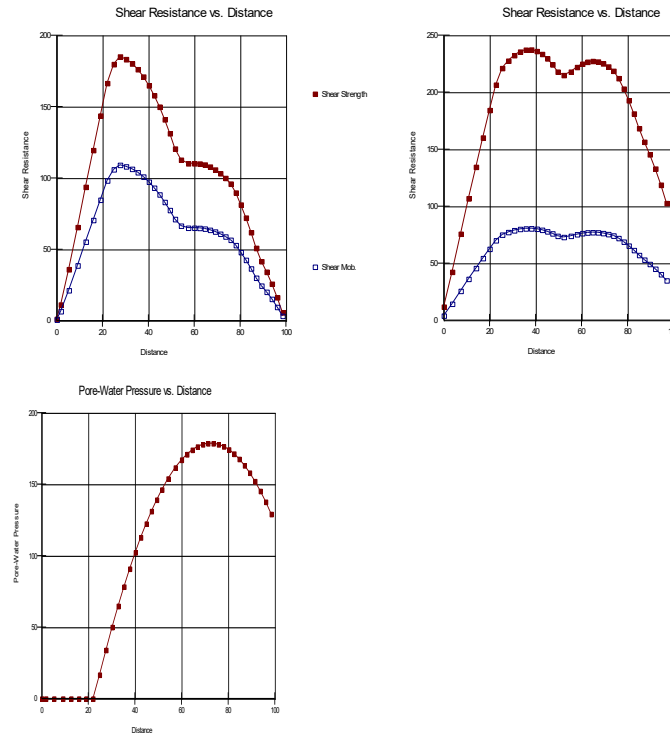 Shear Resistance vs. Distance
200
150
100
50
0
0 20 40 60 80 100
Shear Resistance
Distance
Shear Strength
Shear Mob.
Shear Resistance vs. Distance
250
200
150
100
50
0
0 20 40 60 80
Shear Resistance
Distance
Pore-Water Pressure vs. Distance
200
150
100
50
0
0 20 40 60 80 100
Pore-Water Pressure
Distance